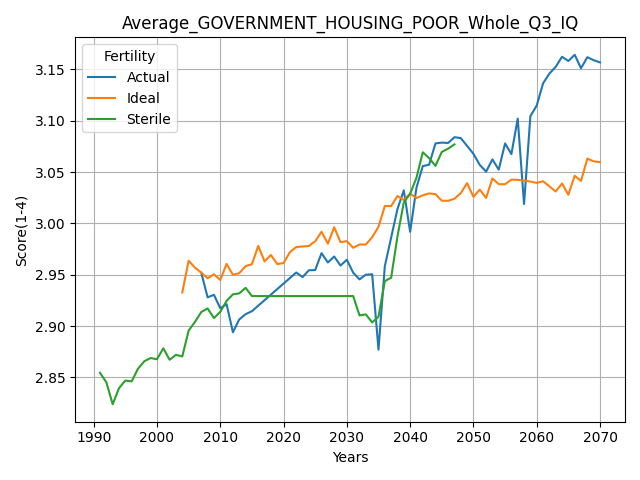 Average_GOVERNMENT_HOUSING_POOR_Whole_Q3_IQ
Fertility
Actual
Ideal
Sterile
Score(1-4)
3.15
3.10
3.05
3.00
2.95
2.90
2.85
1990 2000 2010 2020 2030 2040 2050 2060 2070
Years